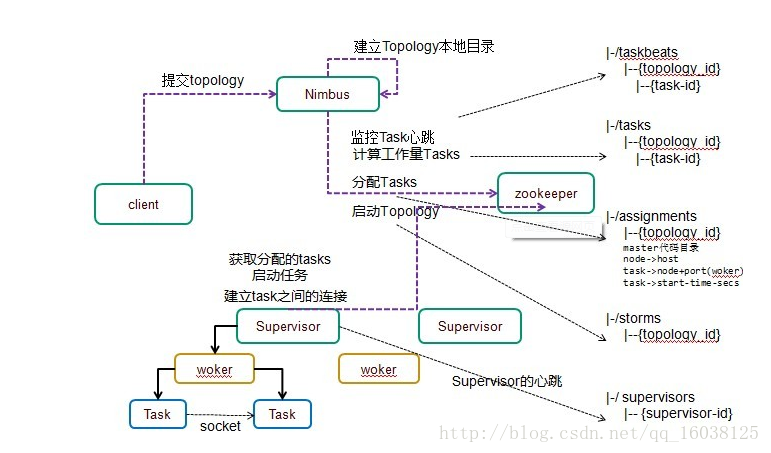 建立Topology本地目录
提交topology
Nimbus
监控Task心跳
计算工作量Tasks
分配Tasks
启动Topology
client
zookeeper
获取分配的tasks
启动任务
建立task之间的连接
Supervisor
Supervisor
woker
woker
Supervisor的心跳
Task
Task
socket
|-/taskbeats
|--{topology_id}
|--{task-id}
|-/tasks
|--{topology_id}
|--{task-id}
|-/assignments
|--{topology_id}
master代码目录
node->host
task->node+port(woker)
task->start-time-secs
|-/storms
|--{topology_id}
|-/ supervisors
|-- {supervisor-id}
http://blog.csdn.net/qq_16038125